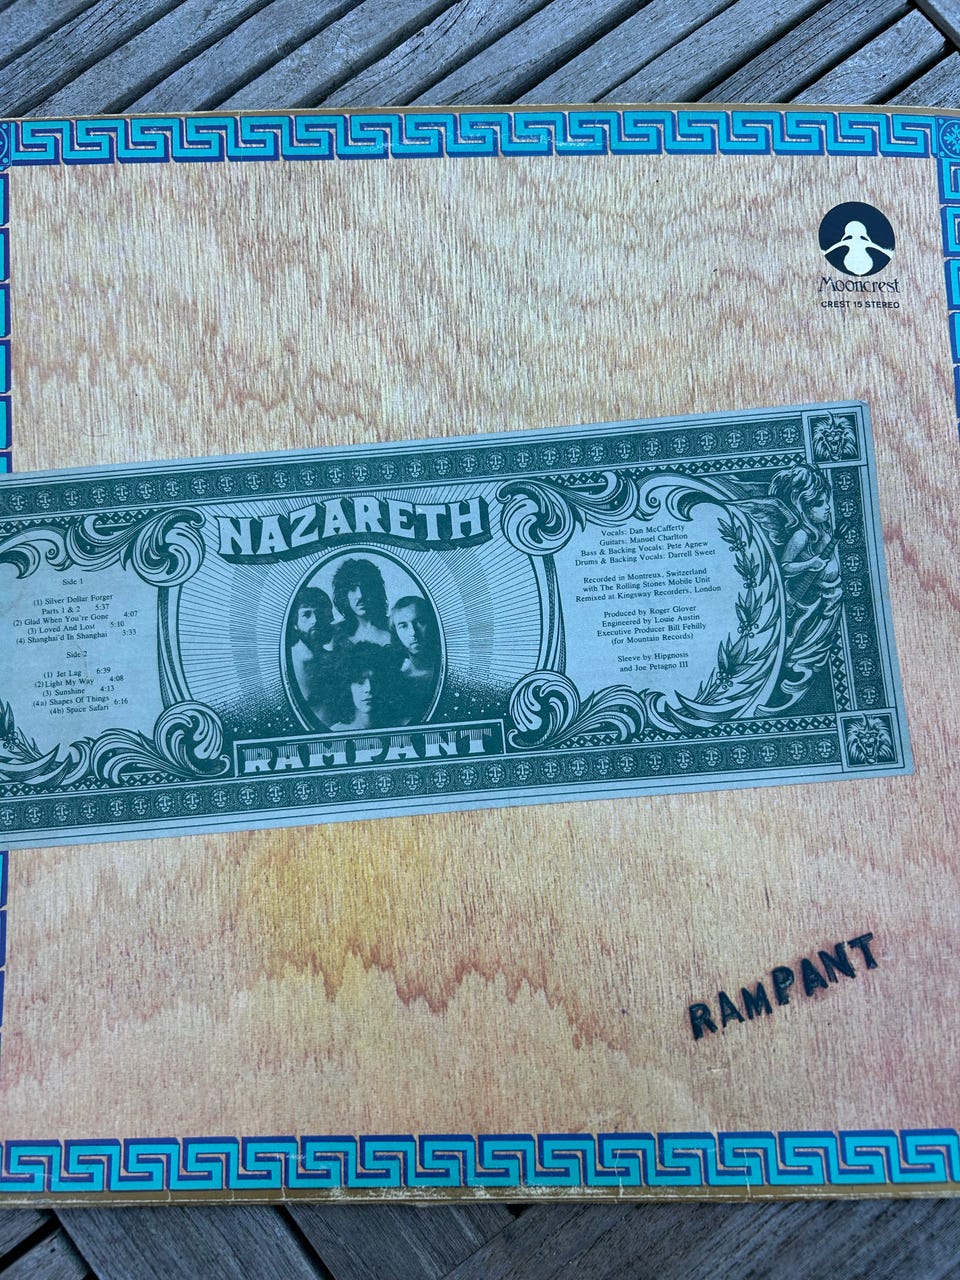 Mooncrest
CREST 15 STEREO
NAZARETH
Side 1
(1) Silver Dollar Forger
Parts 1 & 2 5:37
(2) Glad When You're Gone 4:07
(3) Loved And Lost 5:10
(4) Shanghai'd In Shanghai 3:33
Side 2
(1) Jet Lag 6:39
(2) Light My Way 4:08
(3) Sunshine 4:13
(4a) Shapes Of Things 6:16
(4b) Space Safari
Vocals: Dan McCafferty
Guitars: Manuel Charlton
Bass & Backing Vocals: Pete Agnew
Drums & Backing Vocals: Darrell Sweet
Recorded in Montreux, Switzerland
with The Rolling Stones Mobile Unit
Remixed at Kingsway Recorders, London
Produced by Roger Glover
Engineered by Louie Austin
Executive Producer Bill Fehilly
(for Mountain Records)
Sleeve by Hipgnosis
and Joe Petagno III
RAMPANT
RAMPANT